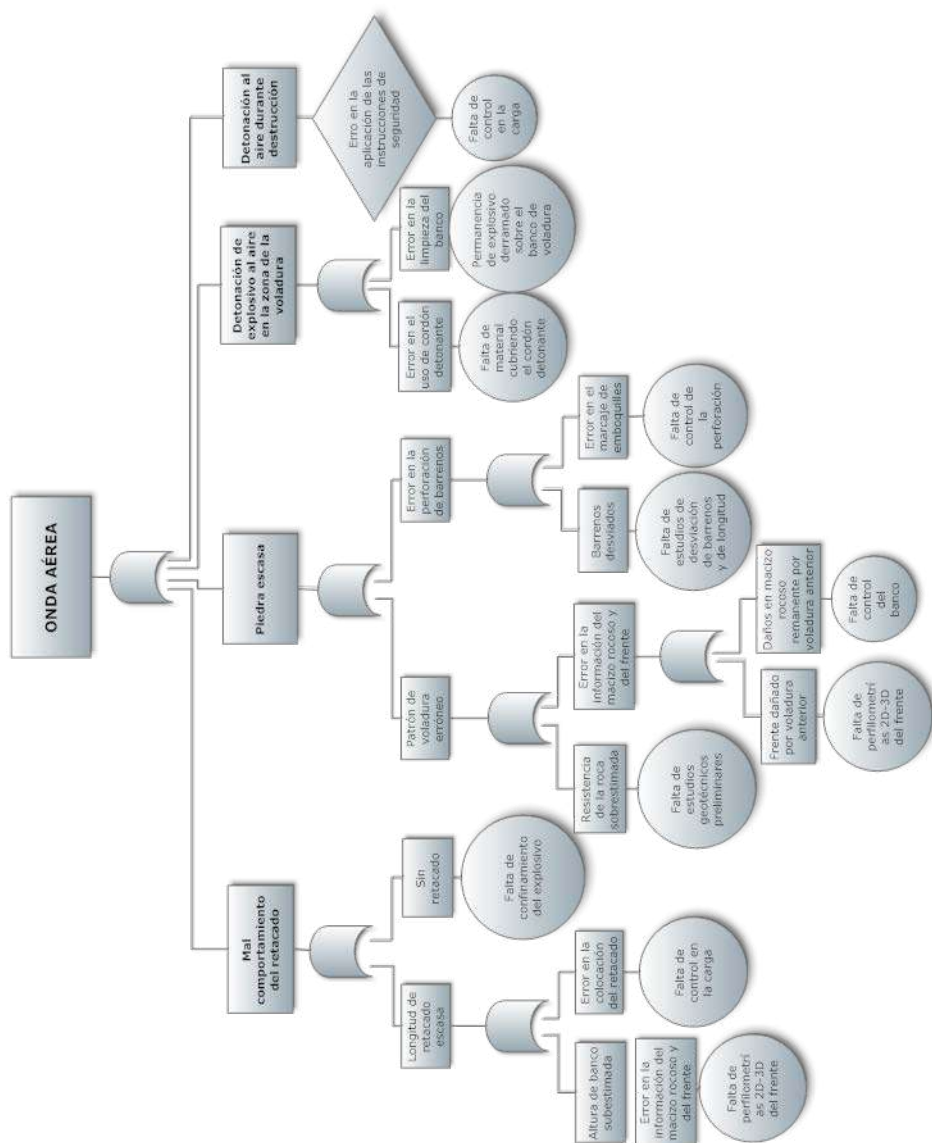 ONDA AÉREA
Mal
comportamiento
del retacado
Piedra escasa
Detonación de
explosivo al aire
en la zona de la
voladura
Detonación al
aire durante
destrucción
Longitud de
retacado
escasa
Sin
retacado
Patrón de
voladura
erróneo
Error en la
perforación
de barrenos
Error en el
uso de cordón
detonante
Error en la
limpieza del
banco
Erro en la
aplicación de las
instrucciones de
seguridad
Falta de
confinamiento
del explosivo
Falta de
material
cubriendo
el cordón
detonante
Permanencia
de explosivo
derramado
sobre el
banco de
voladura
Falta de
control
en la
carga
Altura de banco
subestimada
Error en la
colocación
del retacado
Resistencia
de la roca
sobrestimada
Error en la
información del
macizo rocoso y
del frente
Barrenos
desviados
Error en el
marcaje de
emboquilles
Error en la
información del
macizo rocoso y
del frente
Falta de
control en
la carga
Falta de
estudios
geotécnicos
preliminares
Falta de
estudios de
desviación
de barrenos
y de longitud
Falta de
control de
la
perforación
Falta de
perfilometrí
as 2D-3D
del frente
Frente dañado
por voladura
anterior
Daños en macizo
rocoso
remanente por
voladura anterior
Falta de
perfilometrí
as 2D-3D
del frente
Falta de
control
del
banco